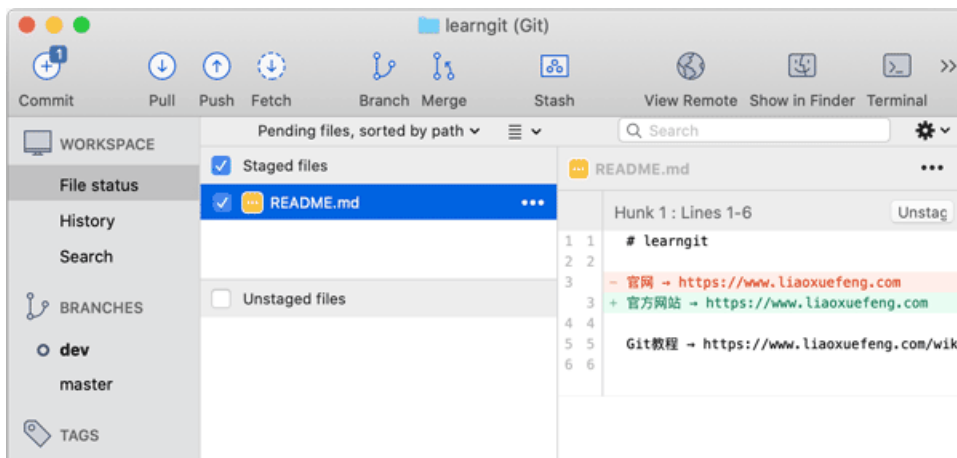 learngit (Git)
1
Commit Pull Push Fetch Branch Merge Stash View Remote Show in Finder Terminal
WORKSPACE
File status
History
Search
BRANCHES
dev
master
TAGS
Pending files, sorted by path
Search
Staged files
README.md
Unstaged files
README.md
Hunk 1 : Lines 1-6
Unstag
1 1 # learngit
2 2
3 - 官网 → https://www.liaoxuefeng.com
3 + 官方网站 → https://www.liaoxuefeng.com
4 4
5 5 Git教程 → https://www.liaoxuefeng.com/wik
6 6